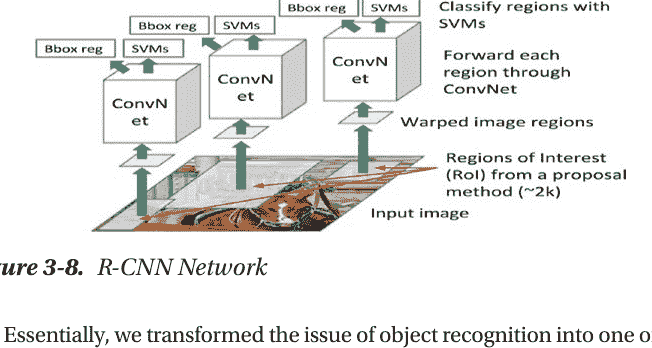 Bbox reg SVMs Classify regions with
SVMs
Bbox reg SVMs
Bbox reg SVMs
Forward each
region through
ConvNet
ConvN
et
ConvN
et
ConvN
et
Warped image regions
Regions of Interest
(RoI) from a proposal
method (~2k)
Input image
ure 3-8. R-CNN Network
Essentially, we transformed the issue of object recognition into one o